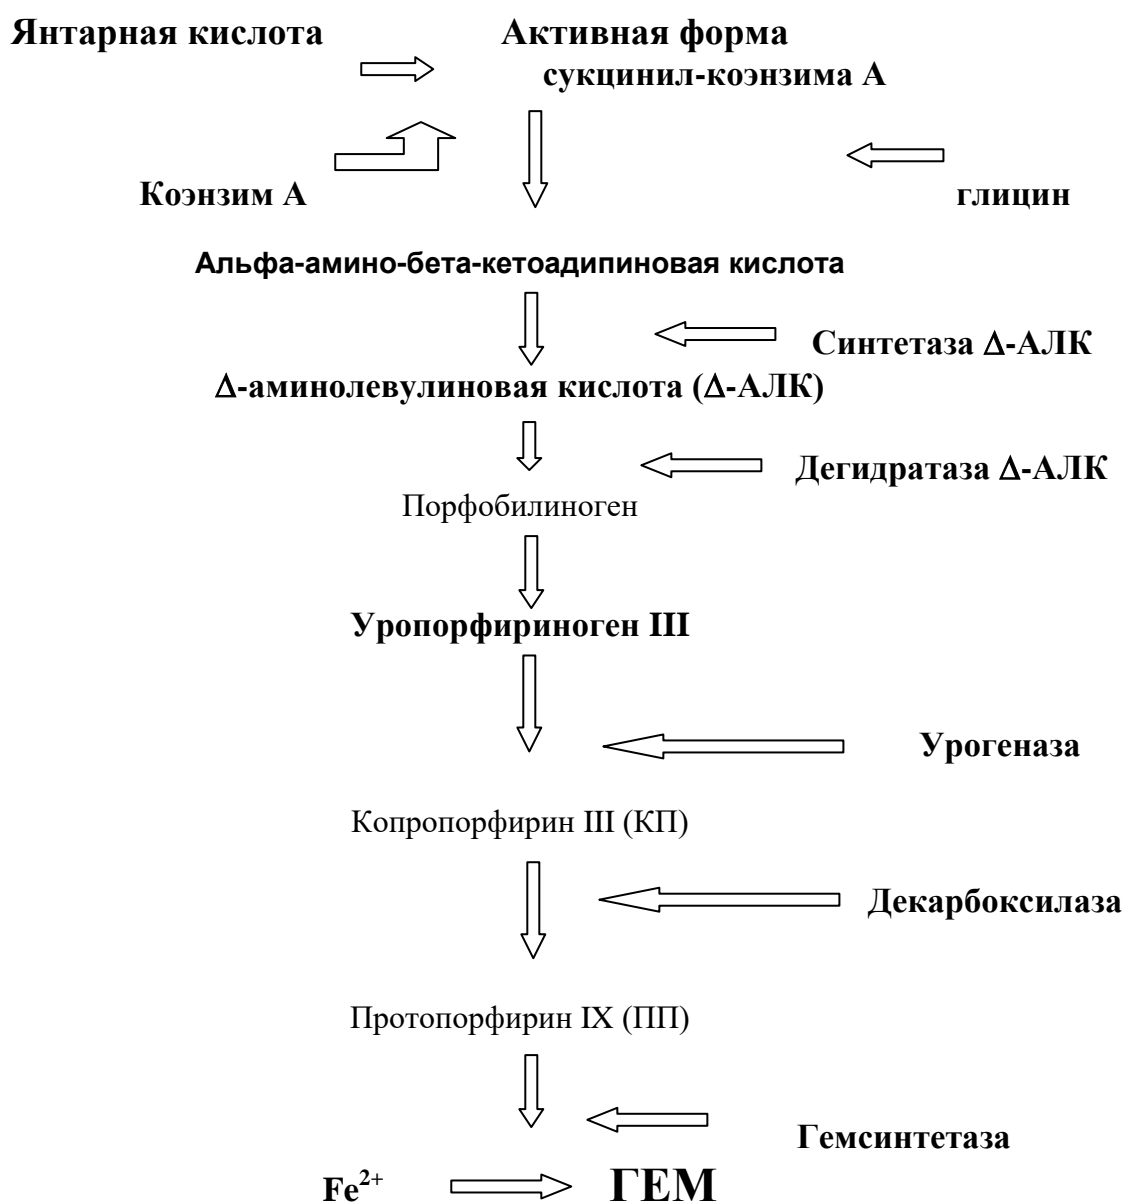 Янтарная кислота
Активная форма
сукцинил-коэнзима А
Коэнзим А
глицин
Альфа-амино-бета-кетоадипиновая кислота
Синтетаза Δ-АЛК
Δ-аминолевулиновая кислота (Δ-АЛК)
Дегидратаза Δ-АЛК
Порфобилиноген
Уропорфириноген III
Урогеназа
Копропорфирин III (КП)
Декарбоксилаза
Протопорфирин IX (ПП)
Гемсинтетаза
Fe²⁺
ГЕМ